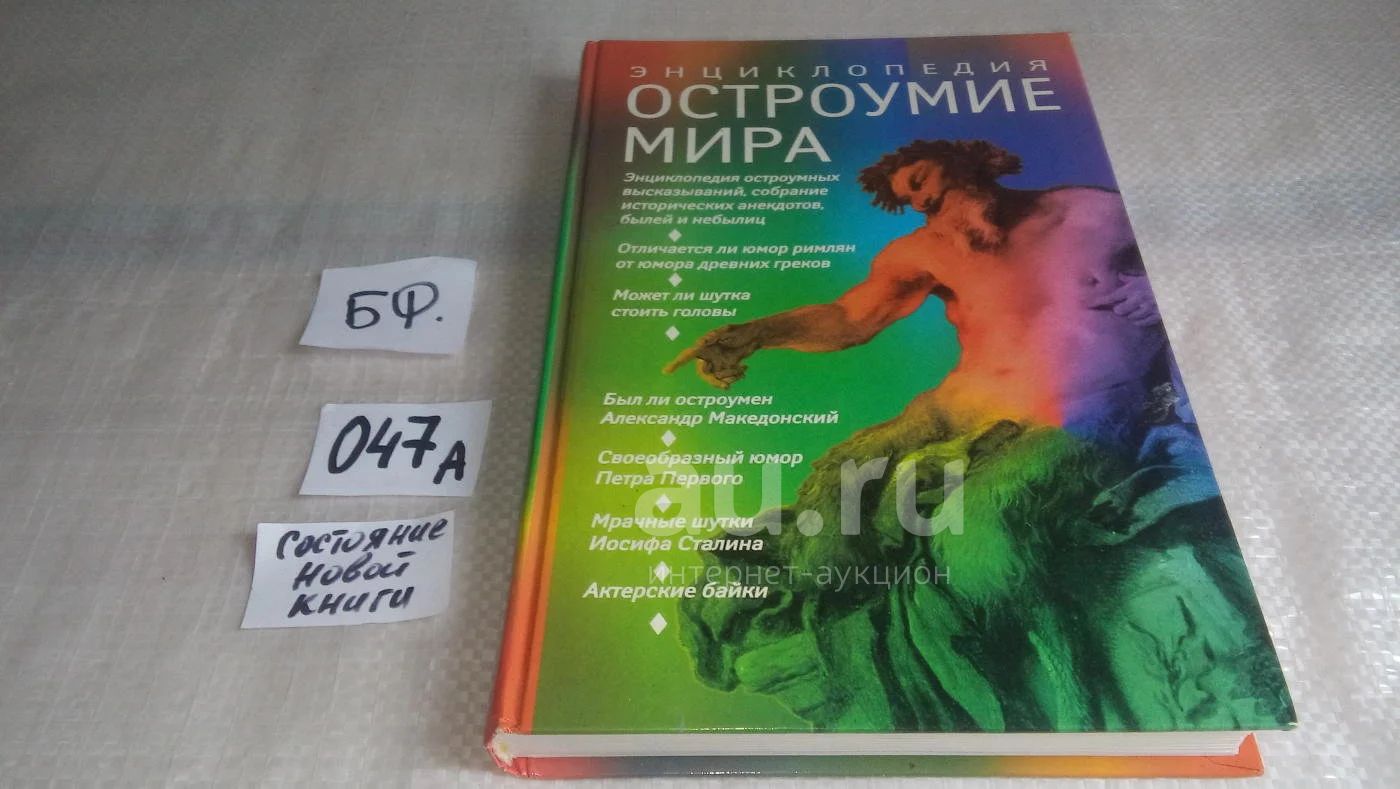 ЭНЦИКЛОПЕДИЯ
ОСТРОУМИЕ
МИРА
Энциклопедия остроумных
высказываний, собрание
исторических анекдотов,
былей и небылиц
Отличается ли юмор римлян
от юмора древних греков
Может ли шутка
стоить головы
Был ли остроумен
Александр Македонский
Своеобразный юмор
Петра Первого
Мрачные шутки
Иосифа Сталина
Актерские байки
БФ.
047А
Состояние
новой
книги
au.ru
интернет-аукцион